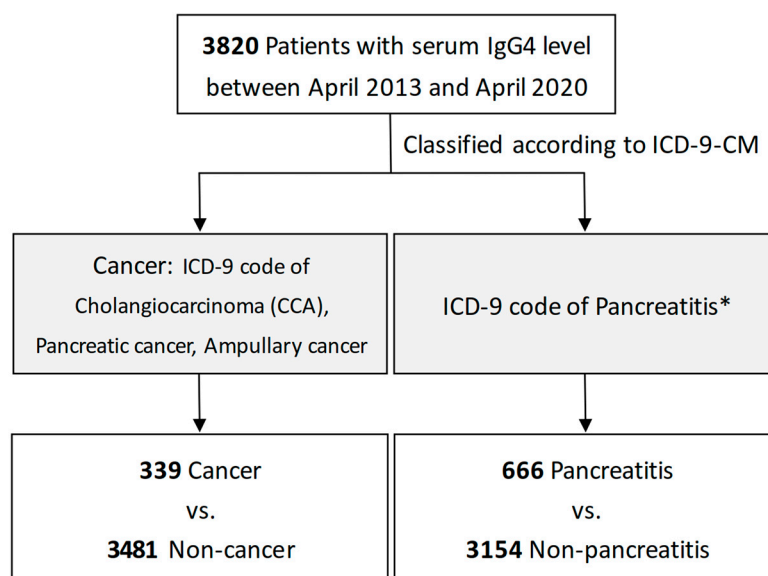 3820 Patients with serum IgG4 level
between April 2013 and April 2020
Classified according to ICD-9-CM
Cancer: ICD-9 code of
Cholangiocarcinoma (CCA),
Pancreatic cancer, Ampullary cancer
ICD-9 code of Pancreatitis*
339 Cancer
vs.
3481 Non-cancer
666 Pancreatitis
vs.
3154 Non-pancreatitis